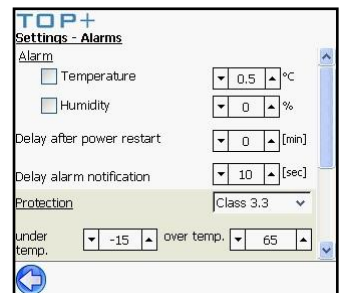 TOP+
Settings - Alarms
Alarm
Temperature 0.5 °C
Humidity 0 %
Delay after power restart 0 [min]
Delay alarm notification 10 [sec]
Protection Class 3.3
under temp. -15 over temp. 65